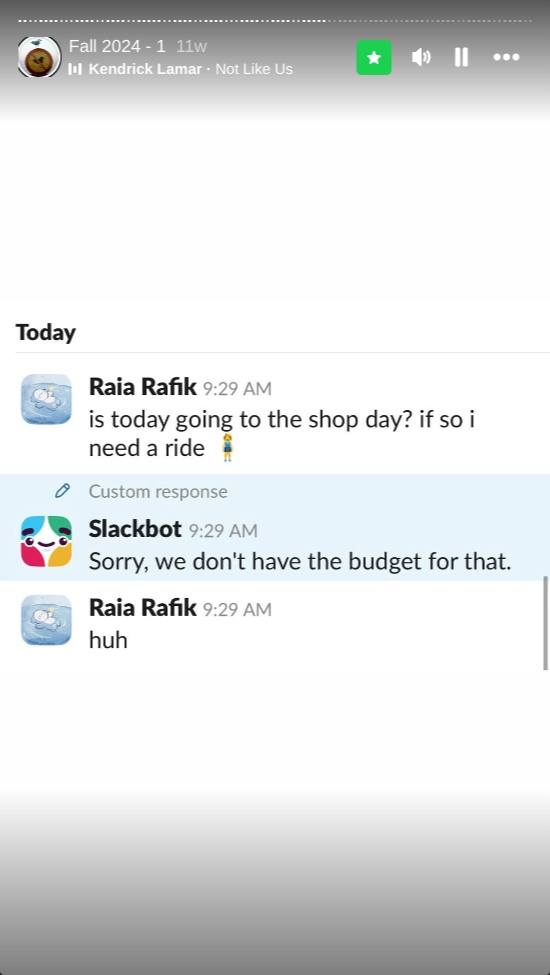 Fall 2024 - 1 11w
Kendrick Lamar · Not Like Us
Today
Raia Rafik 9:29 AM
is today going to the shop day? if so i
need a ride 🧍‍♀️
Custom response
Slackbot 9:29 AM
Sorry, we don't have the budget for that.
Raia Rafik 9:29 AM
huh